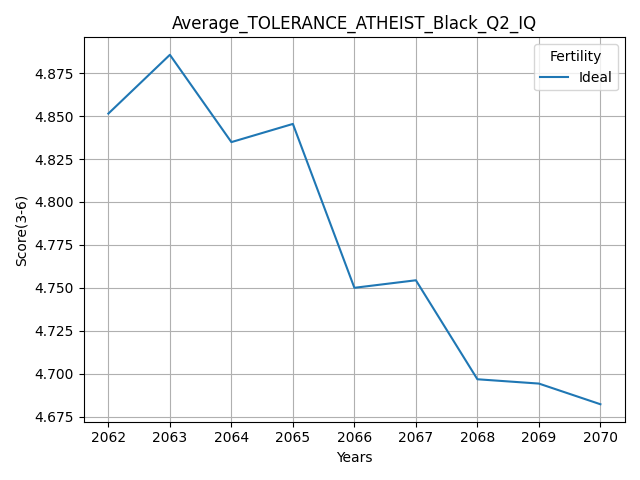 Average_TOLERANCE_ATHEIST_Black_Q2_IQ
Fertility
Ideal
4.875
4.850
4.825
4.800
4.775
4.750
4.725
4.700
4.675
Score(3-6)
2062 2063 2064 2065 2066 2067 2068 2069 2070
Years